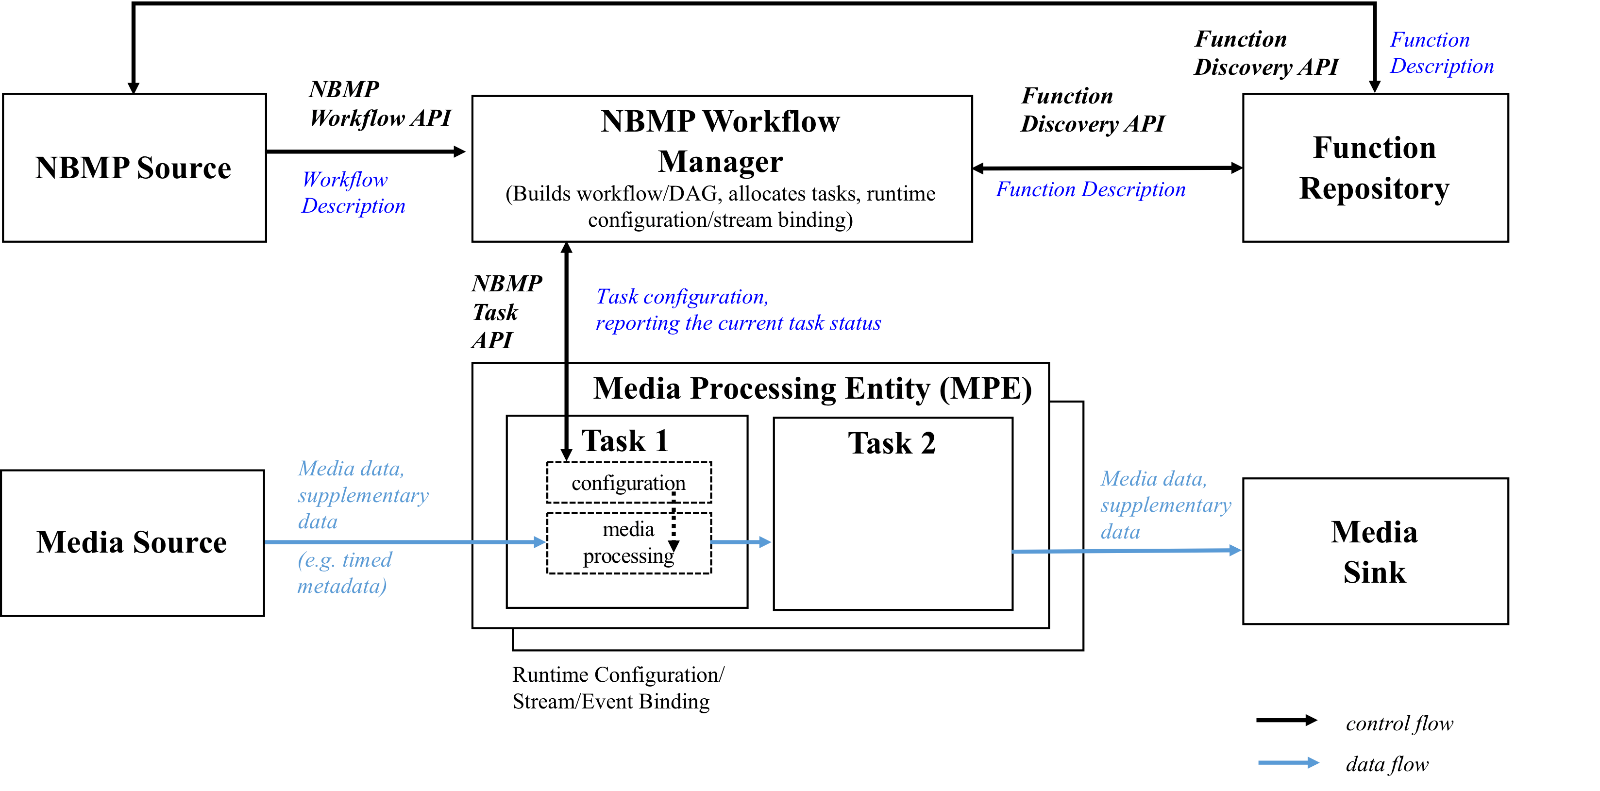 Function
Discovery API
Function
Description
NBMP
Workflow API
Function
Discovery API
NBMP Source
NBMP Workflow
Manager
(Builds workflow/DAG, allocates tasks, runtime
configuration/stream binding)
Function
Repository
Workflow
Description
Function Description
NBMP
Task
API
Task configuration,
reporting the current task status
Media Processing Entity (MPE)
Task 1
Task 2
configuration
media
processing
Media Source
Media data,
supplementary
data
(e.g. timed
metadata)
Media data,
supplementary
data
Media
Sink
Runtime Configuration/
Stream/Event Binding
control flow
data flow